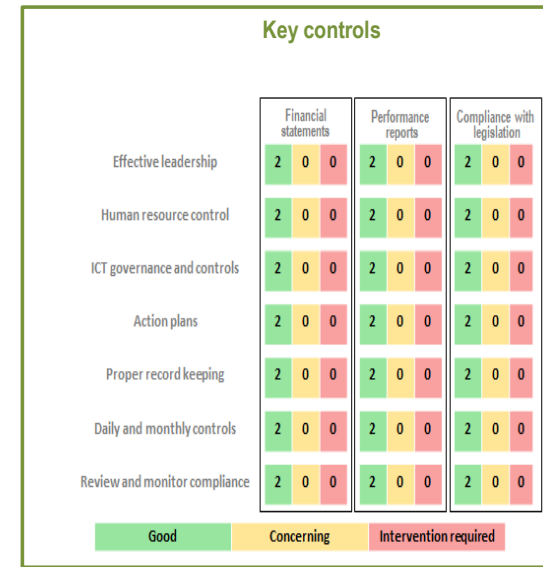 Key controls
Financial Performance Compliance with
statements reports legislation
Effective leadership 2 0 0 2 0 0 2 0 0
Human resource control 2 0 0 2 0 0 2 0 0
ICT governance and controls 2 0 0 2 0 0 2 0 0
Action plans 2 0 0 2 0 0 2 0 0
Proper record keeping 2 0 0 2 0 0 2 0 0
Daily and monthly controls 2 0 0 2 0 0 2 0 0
Review and monitor compliance 2 0 0 2 0 0 2 0 0
Good Concerning Intervention required